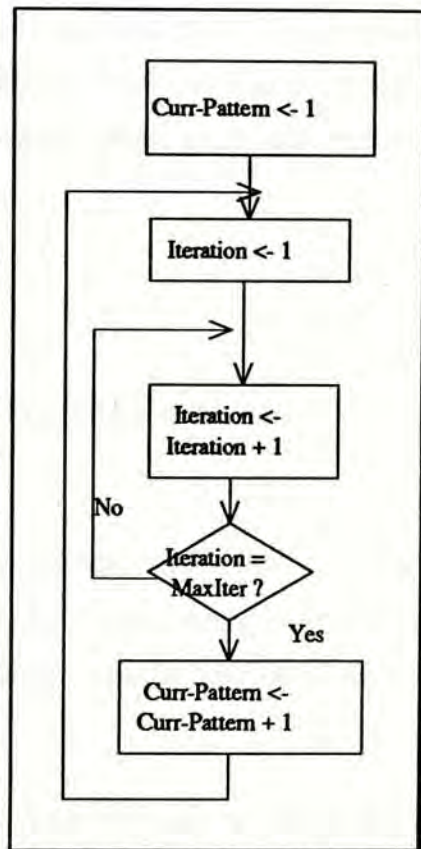 Curr-Pattern <- 1
Iteration <- 1
Iteration <-
Iteration + 1
No
Iteration =
MaxIter ?
Yes
Curr-Pattern <-
Curr-Pattern + 1